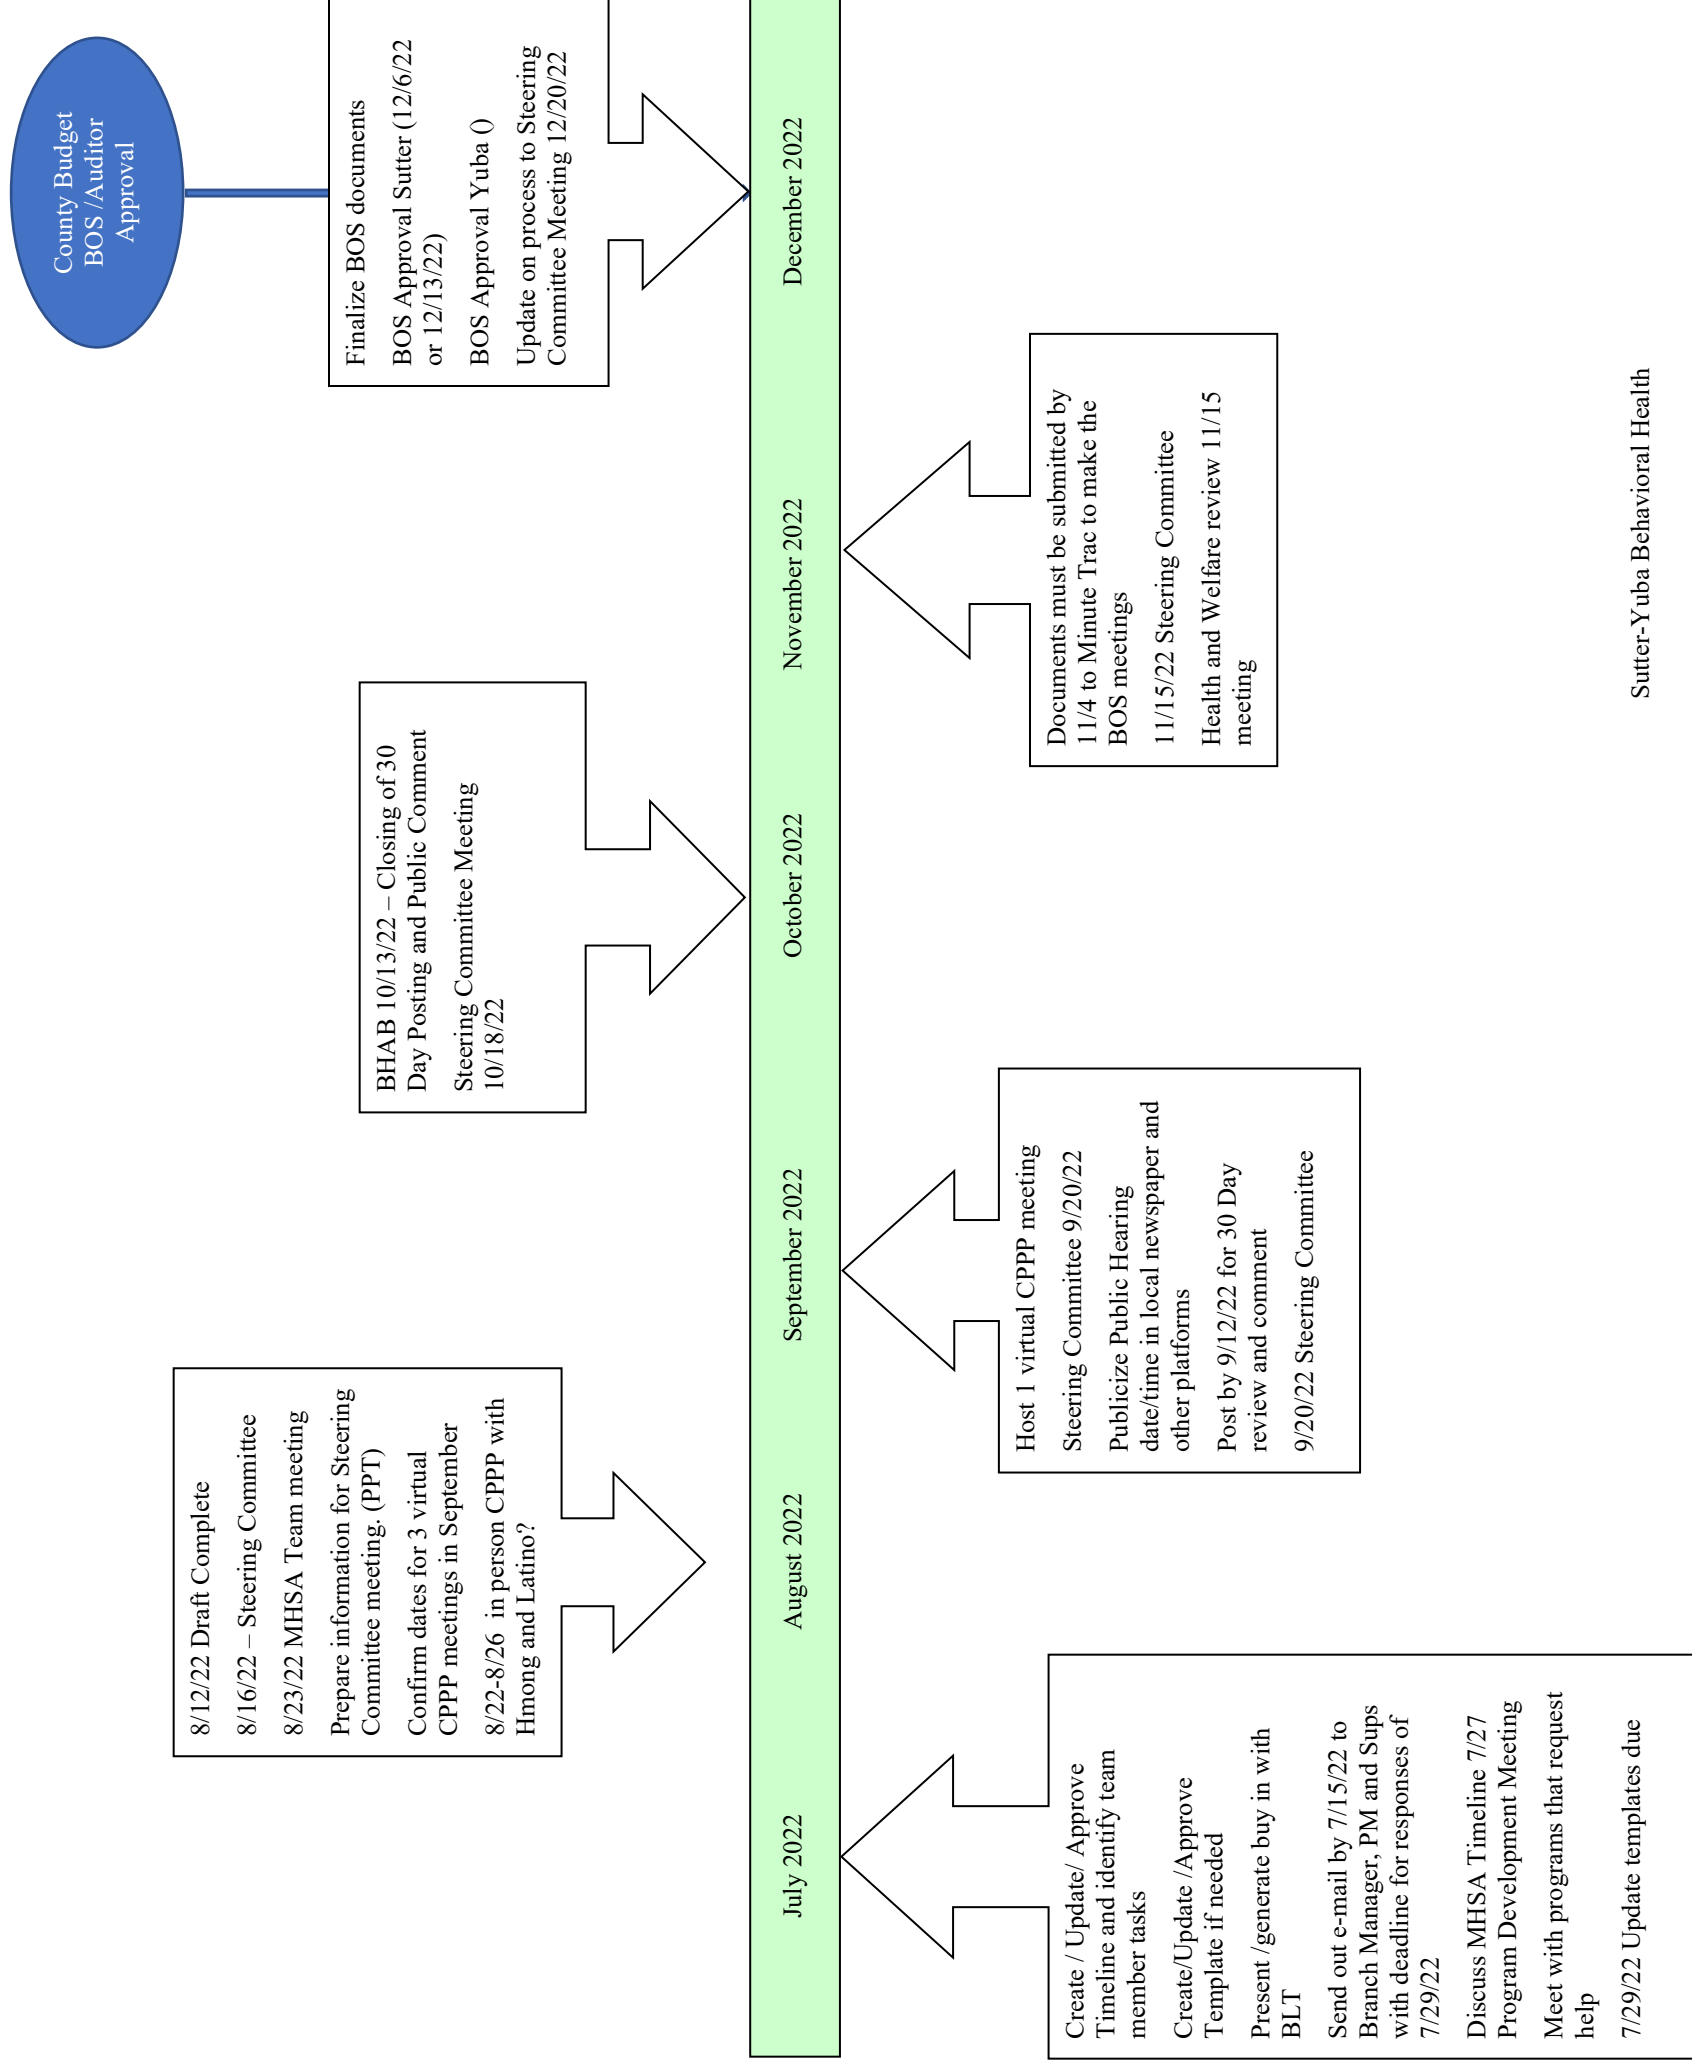 County Budget
BOS /Auditor
Approval
8/12/22 Draft Complete
8/16/22 – Steering Committee
8/23/22 MHSA Team meeting
Prepare information for Steering
Committee meeting. (PPT)
Confirm dates for 3 virtual
CPPP meetings in September
8/22-8/26  in person CPPP with
Hmong and Latino?
BHAB 10/13/22 – Closing of 30
Day Posting and Public Comment
Steering Committee Meeting
10/18/22
Finalize BOS documents
BOS Approval Sutter (12/6/22
or 12/13/22)
BOS Approval Yuba ()
Update on process to Steering
Committee Meeting 12/20/22
July 2022
August 2022
September 2022
October 2022
November 2022
December 2022
Create / Update/ Approve
Timeline and identify team
member tasks
Create/Update /Approve
Template if needed
Present /generate buy in with
BLT
Send out e-mail by 7/15/22 to
Branch Manager, PM and Sups
with deadline for responses of
7/29/22
Discuss MHSA Timeline 7/27
Program Development Meeting
Meet with programs that request
help
7/29/22 Update templates due
Host 1 virtual CPPP meeting
Steering Committee 9/20/22
Publicize Public Hearing
date/time in local newspaper and
other platforms
Post by 9/12/22 for 30 Day
review and comment
9/20/22 Steering Committee
Documents must be submitted by
11/4 to Minute Trac to make the
BOS meetings
11/15/22 Steering Committee
Health and Welfare review 11/15
meeting
Sutter-Yuba Behavioral Health